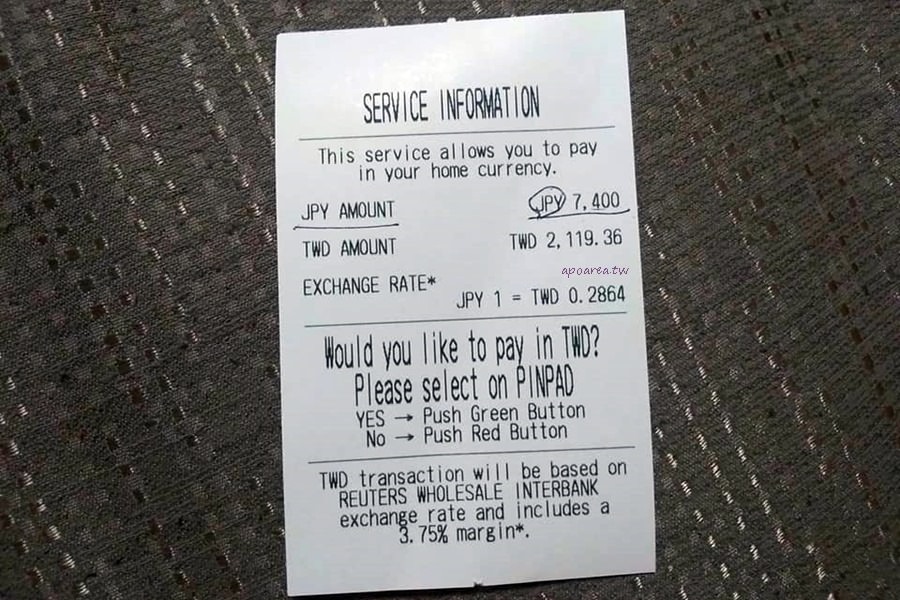 SERVICE INFORMATION
This service allows you to pay
in your home currency.
JPY AMOUNT JPY 7,400
TWD AMOUNT TWD 2,119.36
apoarea.tw
EXCHANGE RATE*
JPY 1 = TWD 0.2864
Would you like to pay in TWD?
Please select on PINPAD
YES → Push Green Button
No → Push Red Button
TWD transaction will be based on
REUTERS WHOLESALE INTERBANK
exchange rate and includes a
3.75% margin*.